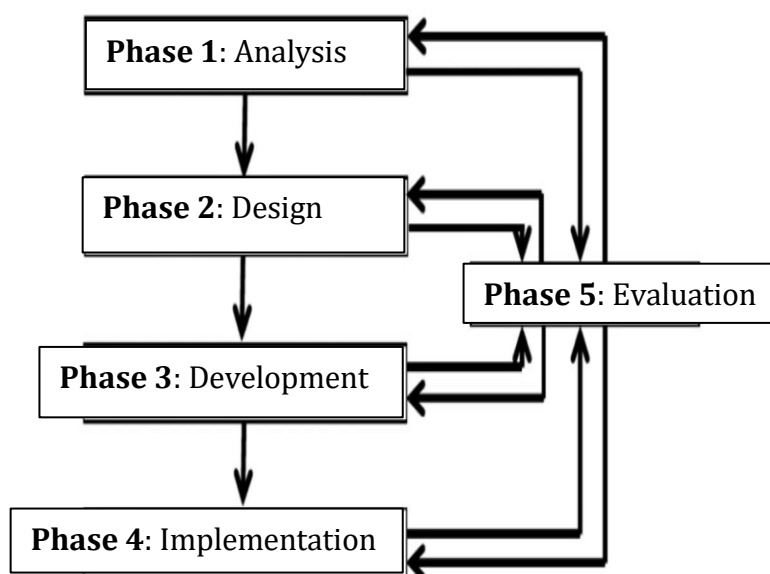 Phase 1: Analysis
Phase 2: Design
Phase 5: Evaluation
Phase 3: Development
Phase 4: Implementation